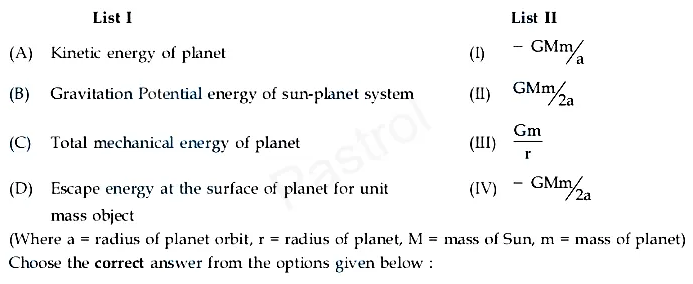 List I List II
(A) Kinetic energy of planet (I) − GMm/a
(B) Gravitation Potential energy of sun-planet system (II) GMm/2a
(C) Total mechanical energy of planet (III) Gm/r
(D) Escape energy at the surface of planet for unit (IV) − GMm/2a
mass object
(Where a = radius of planet orbit, r = radius of planet, M = mass of Sun, m = mass of planet)
Choose the correct answer from the options given below :
Pastrol